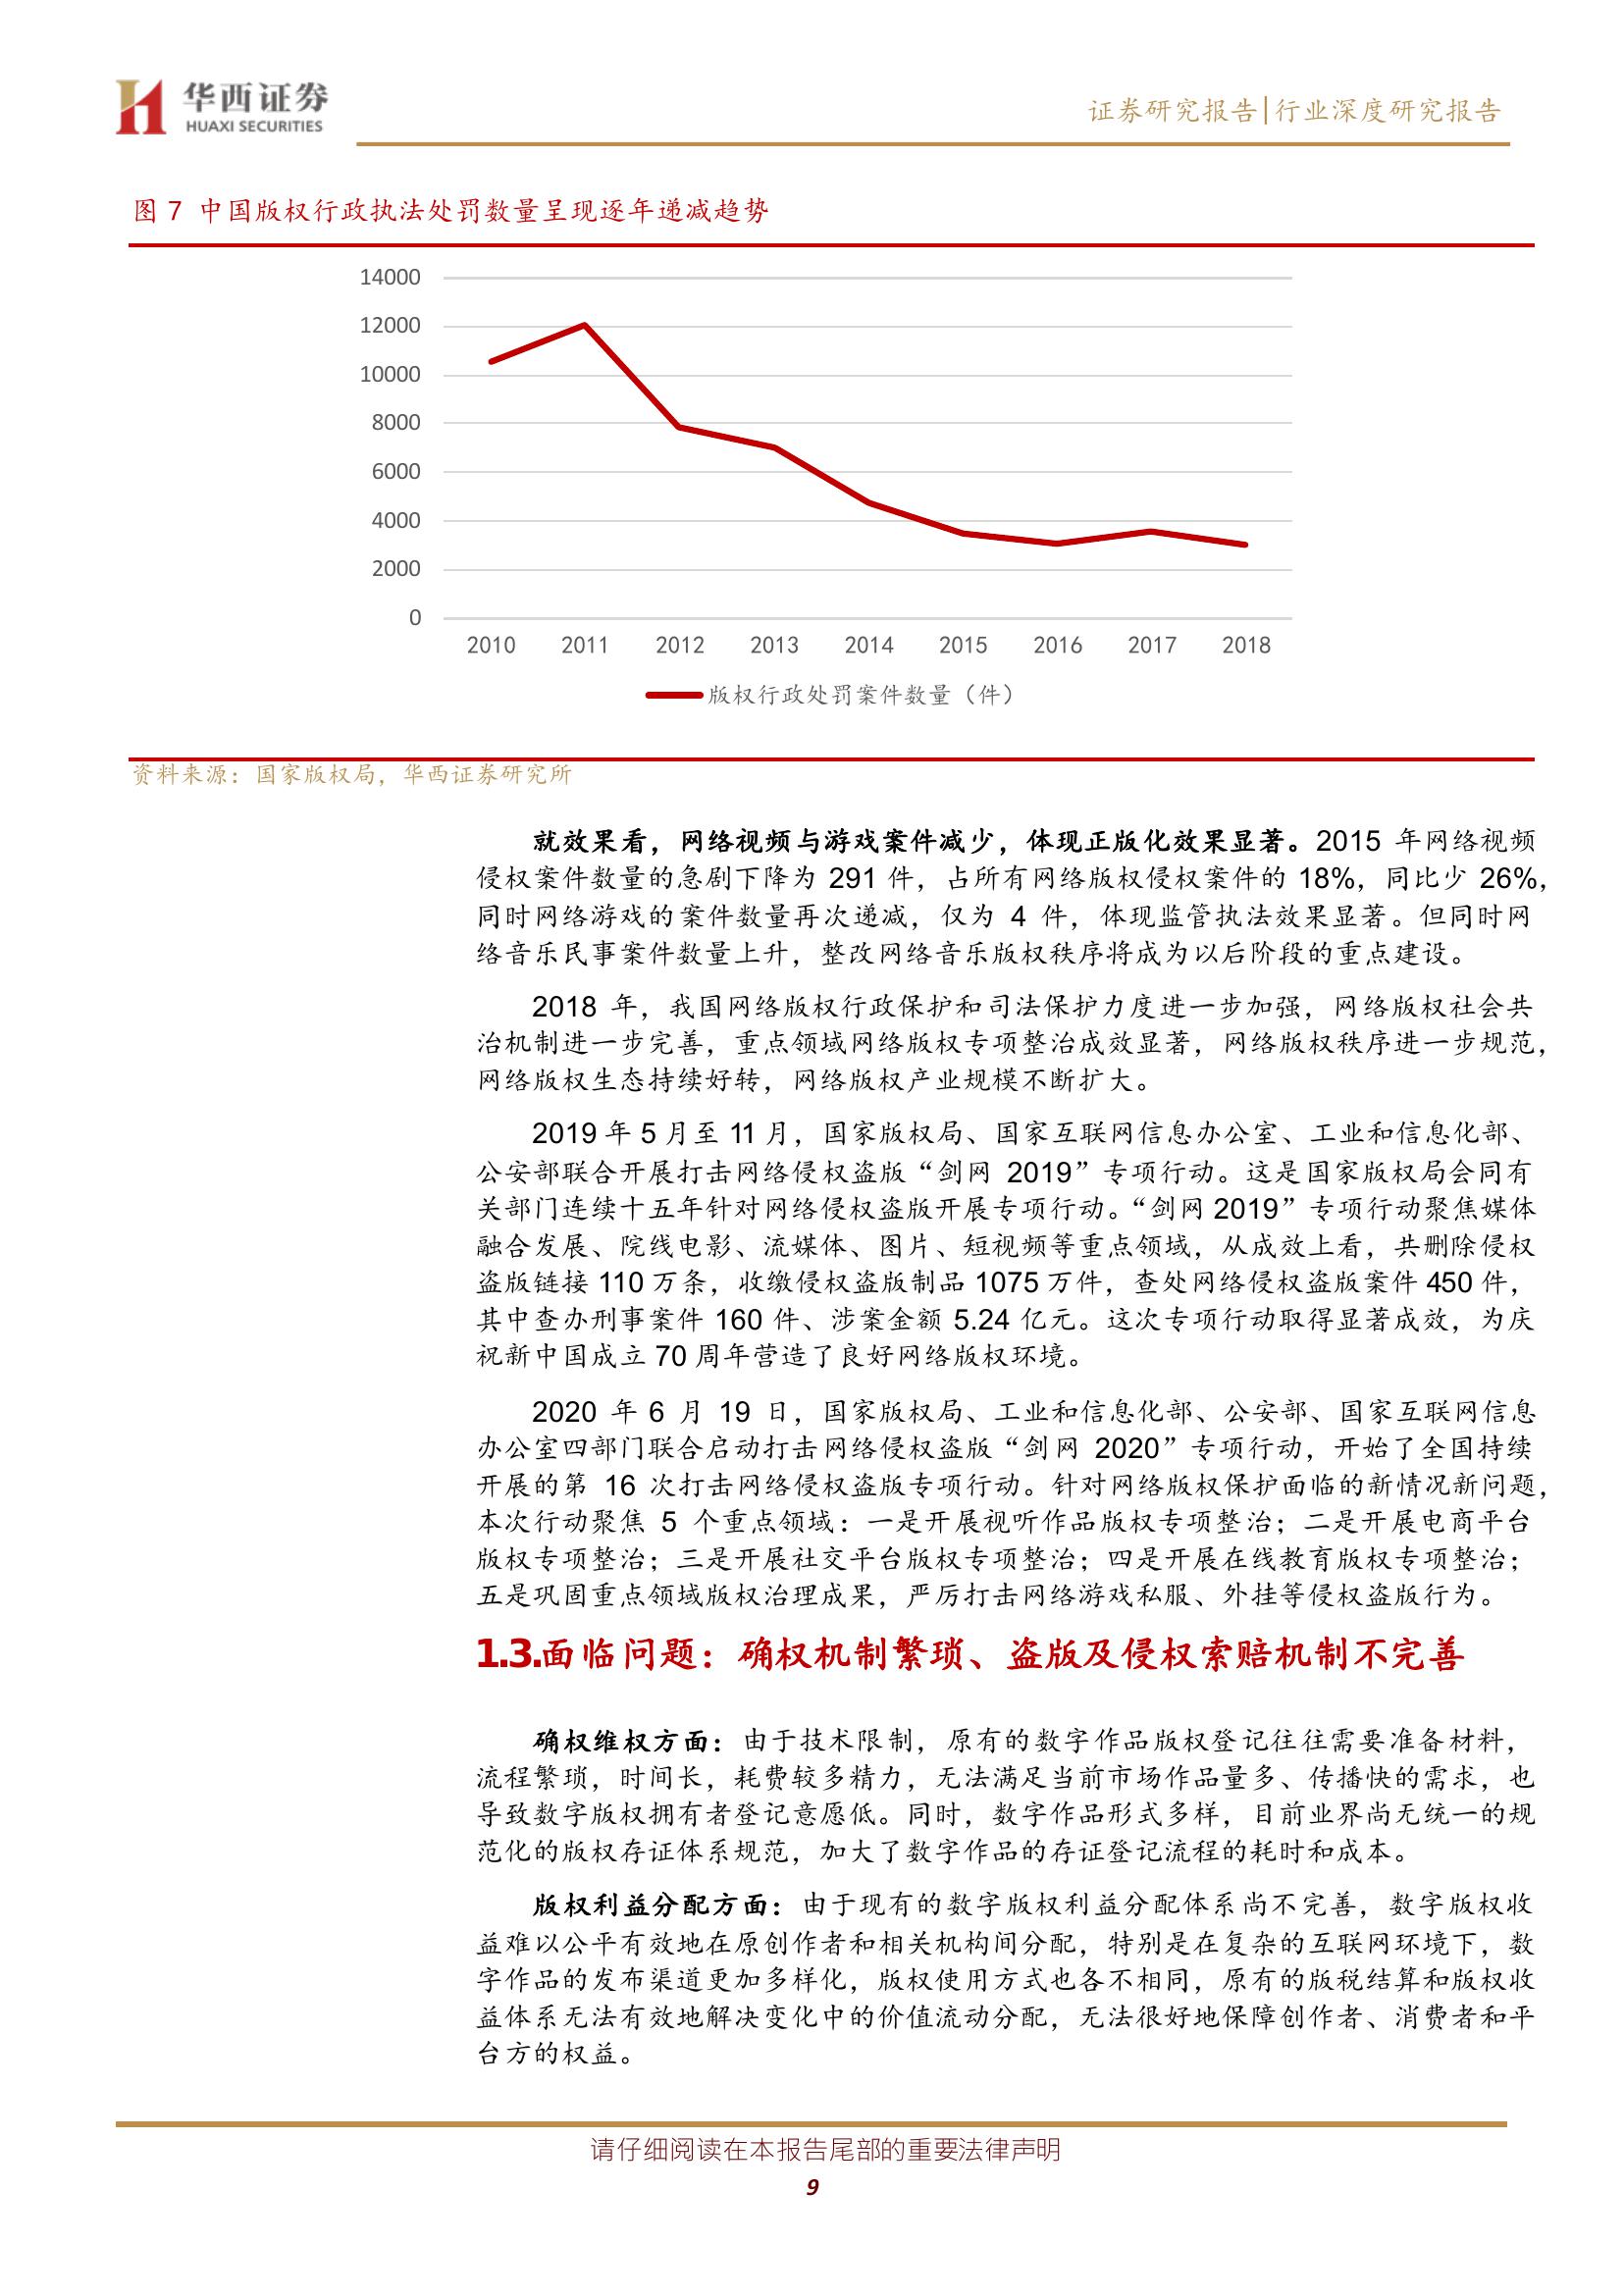 华西证券
HUAXI SECURITIES
证券研究报告|行业深度研究报告
图 7 中国版权行政执法处罚数量呈现逐年递减趋势
14000
12000
10000
8000
6000
4000
2000
0
2010 2011 2012 2013 2014 2015 2016 2017 2018
版权行政处罚案件数量（件）
资料来源：国家版权局，华西证券研究所
就效果看，网络视频与游戏案件减少，体现正版化效果显著。2015 年网络视频
侵权案件数量的急剧下降为 291 件，占所有网络版权侵权案件的 18%，同比少 26%，
同时网络游戏的案件数量再次递减，仅为 4 件，体现监管执法效果显著。但同时网
络音乐民事案件数量上升，整改网络音乐版权秩序将成为以后阶段的重点建设。
2018 年，我国网络版权行政保护和司法保护力度进一步加强，网络版权社会共
治机制进一步完善，重点领域网络版权专项整治成效显著，网络版权秩序进一步规范，
网络版权生态持续好转，网络版权产业规模不断扩大。
2019 年 5 月至 11 月，国家版权局、国家互联网信息办公室、工业和信息化部、
公安部联合开展打击网络侵权盗版“剑网 2019”专项行动。这是国家版权局会同有
关部门连续十五年针对网络侵权盗版开展专项行动。“剑网 2019”专项行动聚焦媒体
融合发展、院线电影、流媒体、图片、短视频等重点领域，从成效上看，共删除侵权
盗版链接 110 万条，收缴侵权盗版制品 1075 万件，查处网络侵权盗版案件 450 件，
其中查办刑事案件 160 件、涉案金额 5.24 亿元。这次专项行动取得显著成效，为庆
祝新中国成立 70 周年营造了良好网络版权环境。
2020 年 6 月 19 日，国家版权局、工业和信息化部、公安部、国家互联网信息
办公室四部门联合启动打击网络侵权盗版“剑网 2020”专项行动，开始了全国持续
开展的第 16 次打击网络侵权盗版专项行动。针对网络版权保护面临的新情况新问题，
本次行动聚焦 5 个重点领域：一是开展视听作品版权专项整治；二是开展电商平台
版权专项整治；三是开展社交平台版权专项整治；四是开展在线教育版权专项整治；
五是巩固重点领域版权治理成果，严厉打击网络游戏私服、外挂等侵权盗版行为。
1.3.面临问题：确权机制繁琐、盗版及侵权索赔机制不完善
确权维权方面：由于技术限制，原有的数字作品版权登记往往需要准备材料，
流程繁琐，时间长，耗费较多精力，无法满足当前市场作品量多、传播快的需求，也
导致数字版权拥有者登记意愿低。同时，数字作品形式多样，目前业界尚无统一的规
范化的版权存证体系规范，加大了数字作品的存证登记流程的耗时和成本。
版权利益分配方面：由于现有的数字版权利益分配体系尚不完善，数字版权收
益难以公平有效地在原创作者和相关机构间分配，特别是在复杂的互联网环境下，数
字作品的发布渠道更加多样化，版权使用方式也各不相同，原有的版税结算和版权收
益体系无法有效地解决变化中的价值流动分配，无法很好地保障创作者、消费者和平
台方的权益。
请仔细阅读在本报告尾部的重要法律声明
9